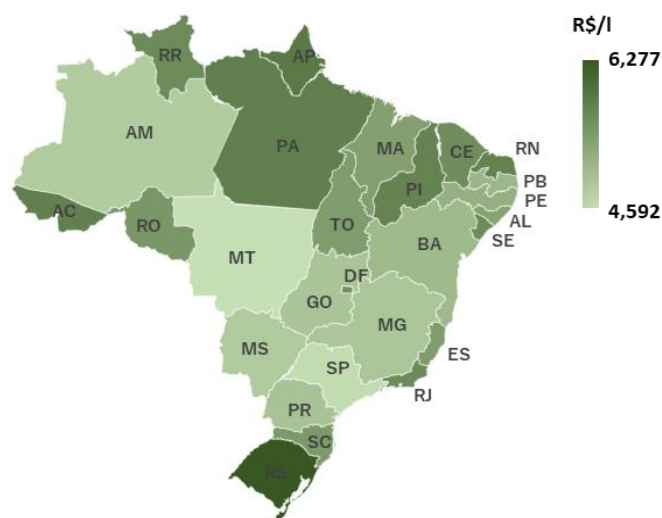 R$/l
6,277
4,592
RR
AP
AM
PA
MA
CE
RN
PB
PE
AL
SE
PI
AC
RO
TO
BA
MT
DF
GO
MG
ES
MS
SP
RJ
PR
SC
RS